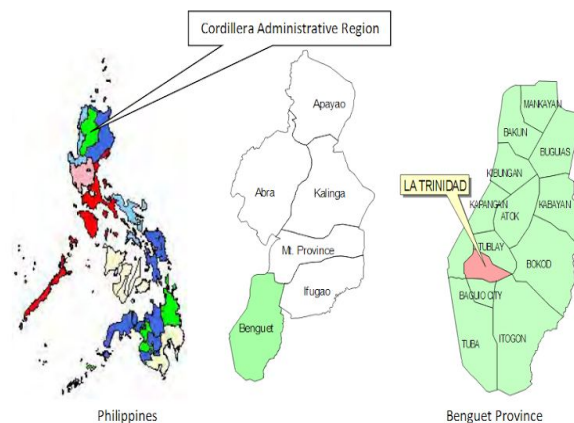 Cordillera Administrative Region
Apayao
Abra
Kalinga
Mt. Province
Ifugao
Benguet
MANKAYAN
BAKUN
BUGUIAS
KIBUNGAN
LA TRINIDAD
KAPANGAN
KABAYAN
ATOK
TUBLAY
BOKOD
BAGUIO CITY
TUBA
ITOGON
Philippines
Benguet Province